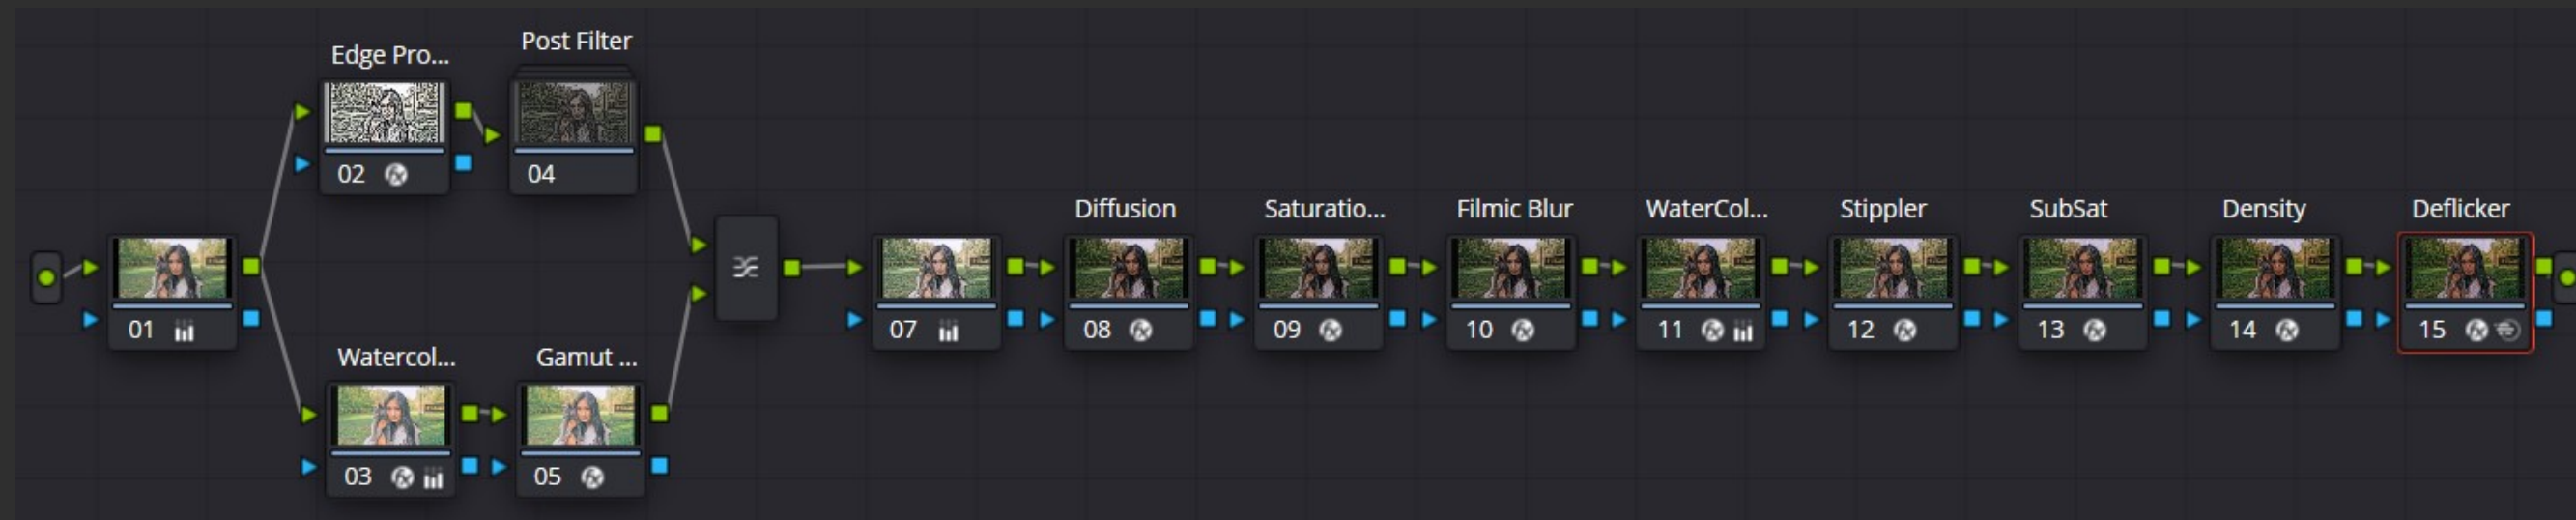 Edge Pro...
02
Post Filter
04
01
Watercol...
03
Gamut ...
05
07
Diffusion
08
Saturatio...
09
Filmic Blur
10
WaterCol...
11
Stippler
12
SubSat
13
Density
14
Deflicker
15